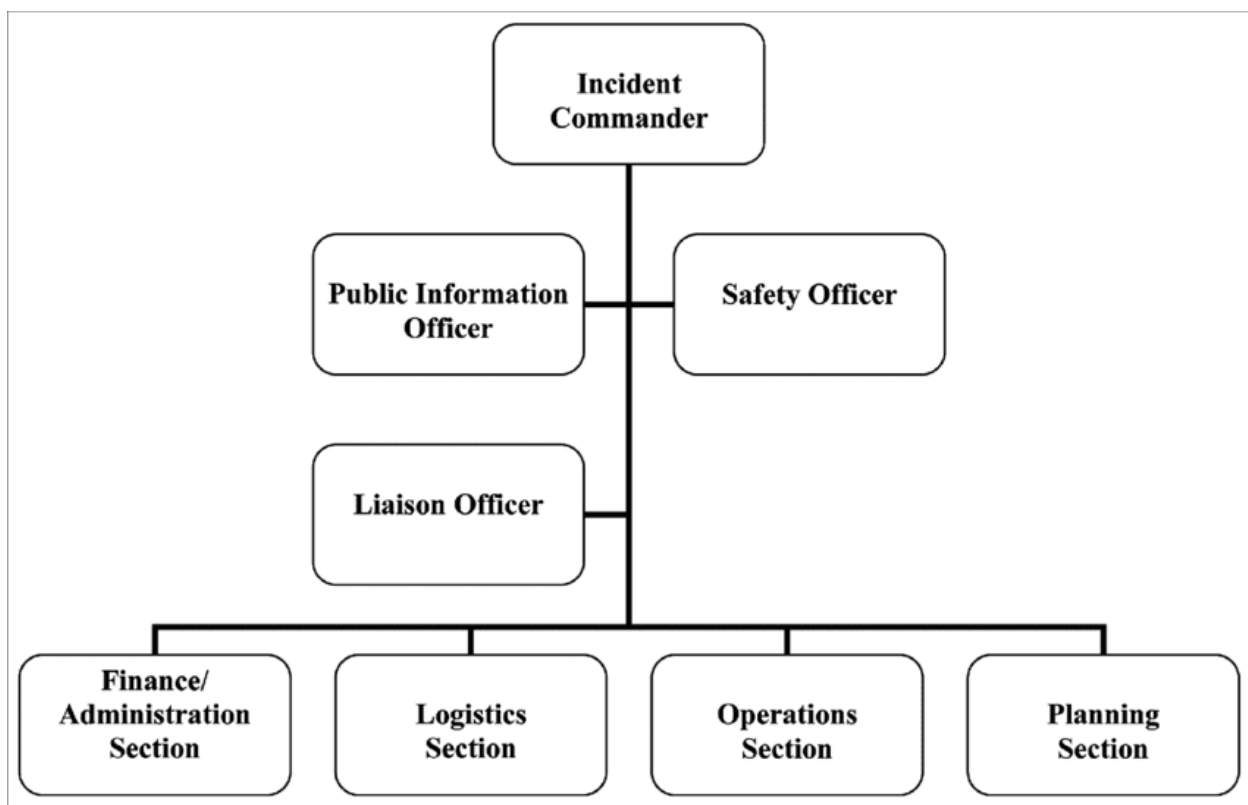 Incident
Commander
Public Information
Officer
Safety Officer
Liaison Officer
Finance/
Administration
Section
Logistics
Section
Operations
Section
Planning
Section